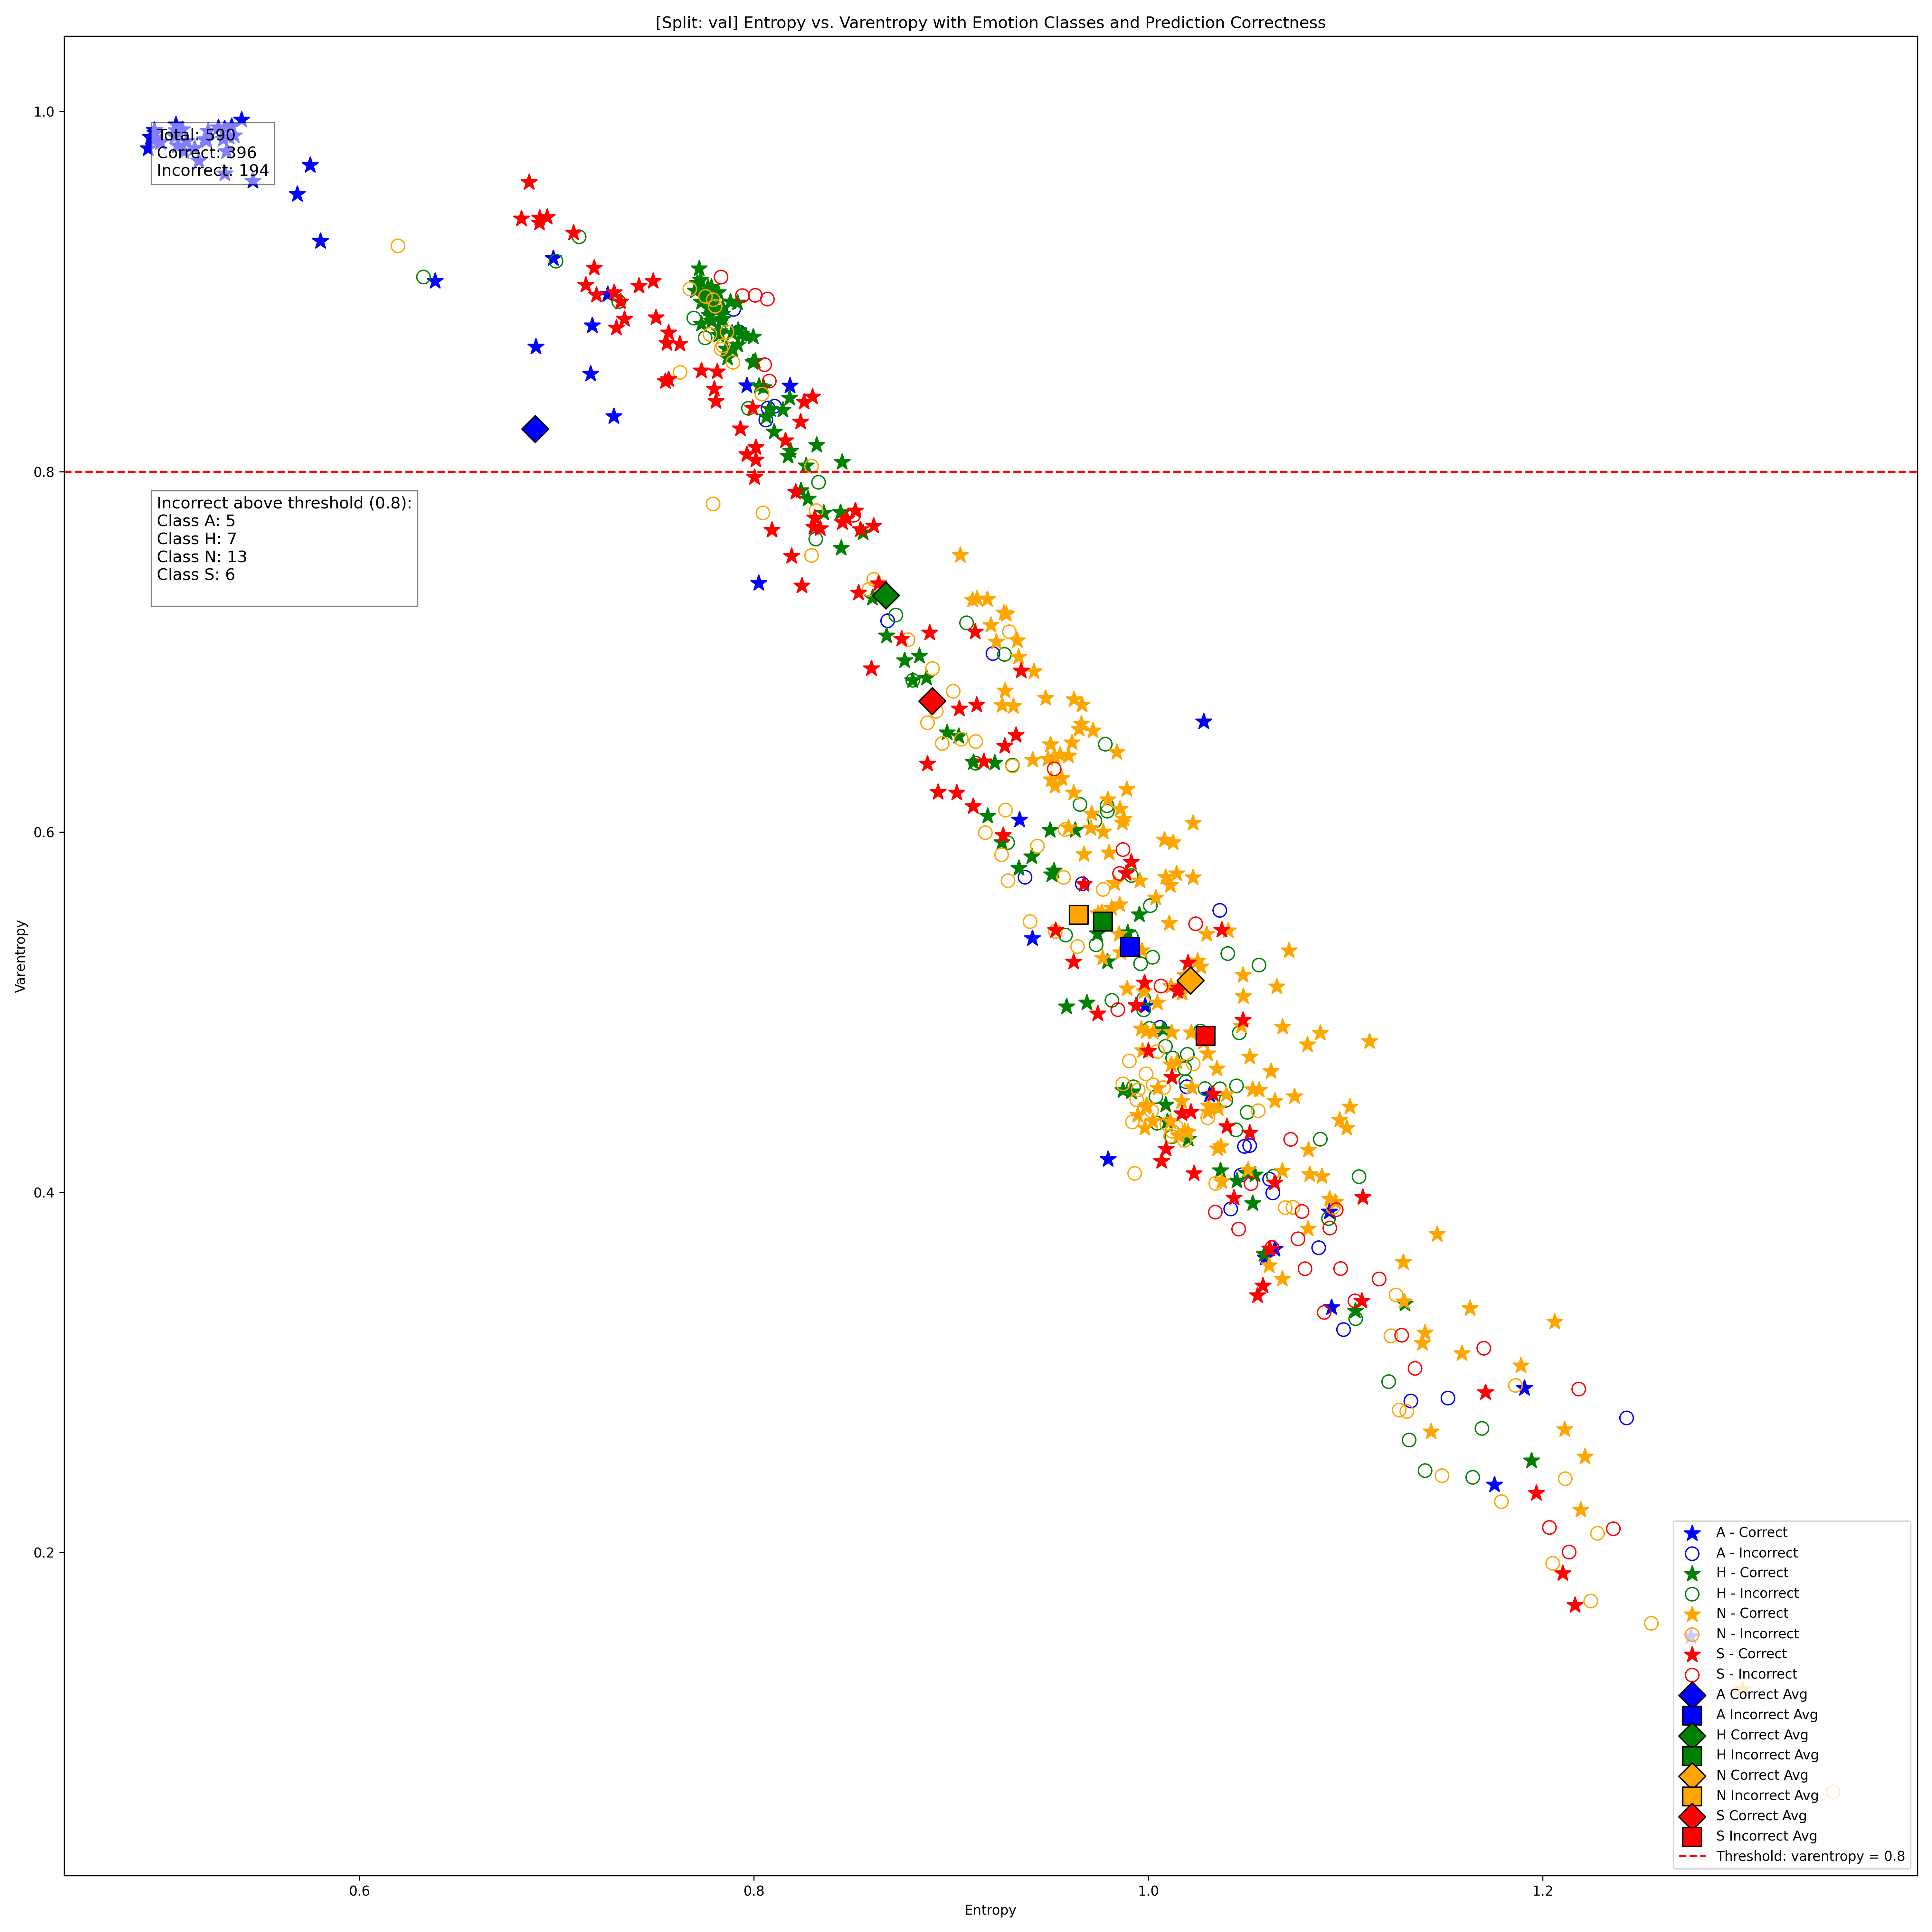 [Split: val] Entropy vs. Varentropy with Emotion Classes and Prediction Correctness
1.0
Total: 590
Correct: 396
Incorrect: 194
0.8
Incorrect above threshold (0.8):
Class A: 5
Class H: 7
Class N: 13
Class S: 6
0.6
Varentropy
0.4
0.2
A - Correct
A - Incorrect
H - Correct
H - Incorrect
N - Correct
N - Incorrect
S - Correct
S - Incorrect
A Correct Avg
A Incorrect Avg
H Correct Avg
H Incorrect Avg
N Correct Avg
N Incorrect Avg
S Correct Avg
S Incorrect Avg
Threshold: varentropy = 0.8
0.6 0.8 1.0 1.2
Entropy